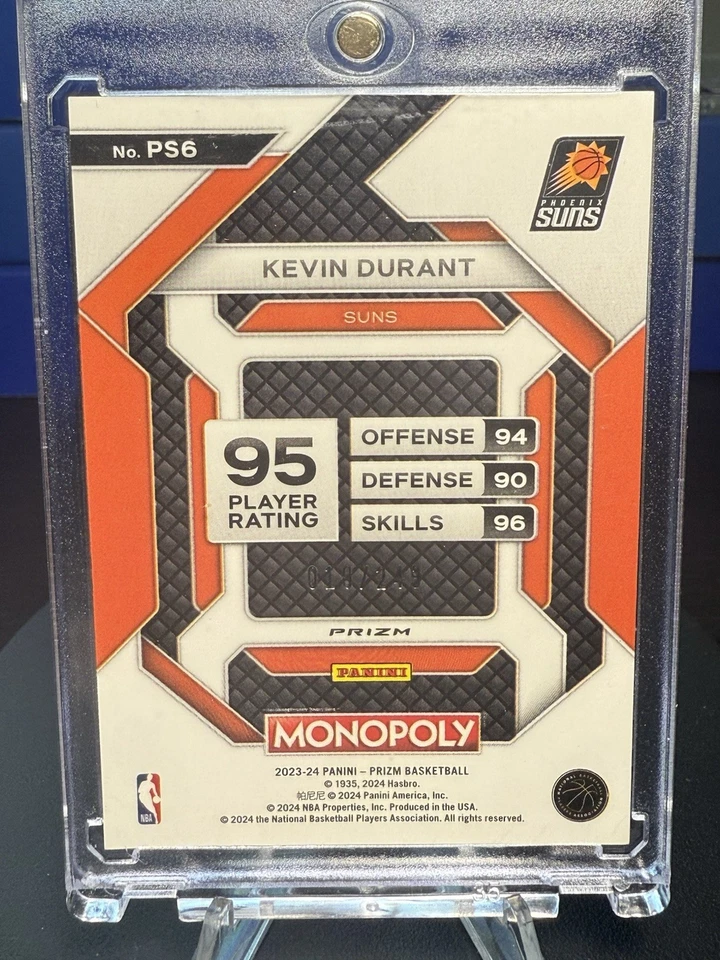 No. PS6
PHOENIX
SUNS
KEVIN DURANT
SUNS
95
PLAYER
RATING
OFFENSE 94
DEFENSE 90
SKILLS 96
PRIZM
PANINI
MONOPOLY
2023-24 PANINI – PRIZM BASKETBALL
© 1935, 2024 Hasbro.
帕尼尼 © 2024 Panini America, Inc.
© 2024 NBA Properties, Inc. Produced in the USA.
© 2024 the National Basketball Players Association. All rights reserved.
NBA